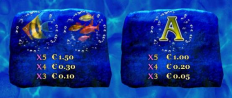 X5 € 1.50
X4 € 0.30
X3 € 0.10
A
X5 € 1.00
X4 € 0.20
X3 € 0.05